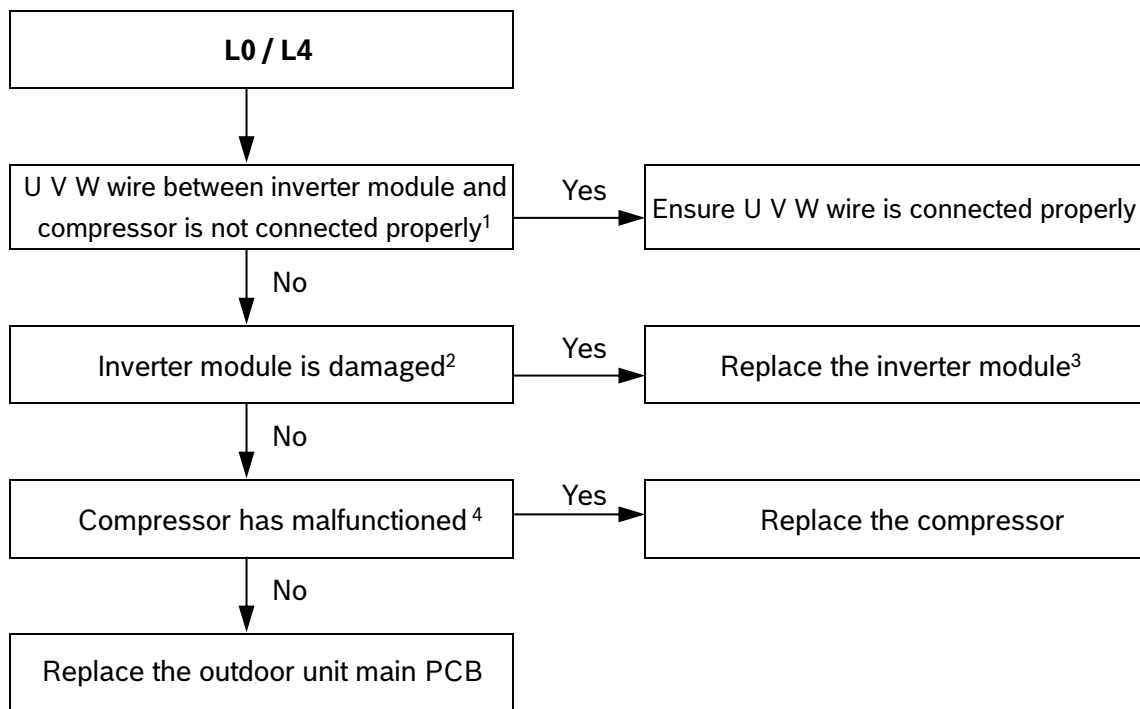 L0 / L4
U V W wire between inverter module and
compressor is not connected properly¹
Yes
Ensure U V W wire is connected properly
No
Inverter module is damaged²
Yes
Replace the inverter module³
No
Compressor has malfunctioned ⁴
Yes
Replace the compressor
No
Replace the outdoor unit main PCB